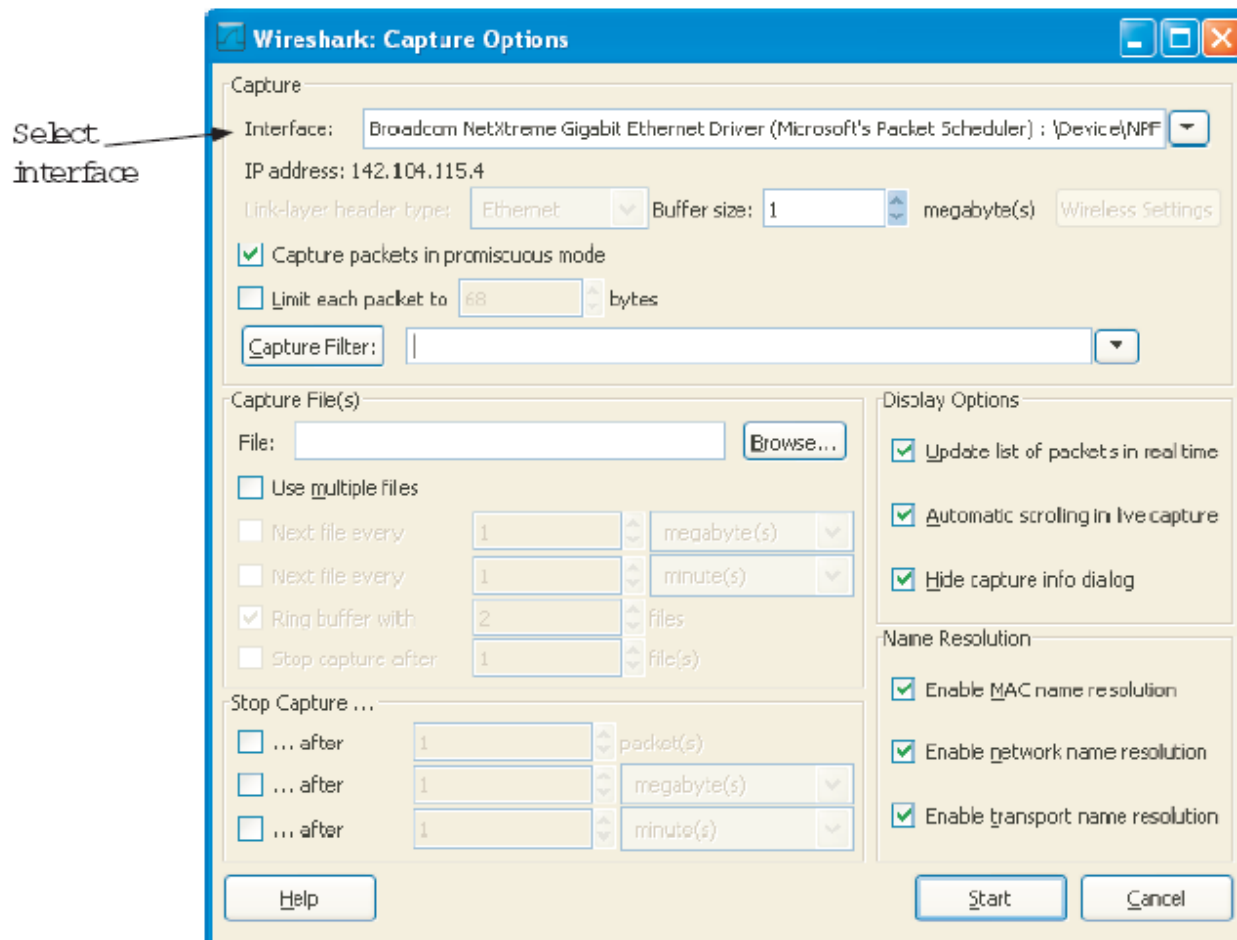 Wireshark: Capture Options
Capture
Select interface
Interface: Broadcom NetXtreme Gigabit Ethernet Driver (Microsoft's Packet Scheduler) : \Device\NPF
IP address: 142.104.115.4
Link-layer header type: Ethernet Buffer size: 1 megabyte(s) Wireless Settings
Capture packets in promiscuous mode
Limit each packet to 68 bytes
Capture Filter:
Capture File(s)
File: Browse...
Use multiple files
Next file every 1 megabyte(s)
Next file every 1 minute(s)
Ring buffer with 2 files
Stop capture after 1 file(s)
Stop Capture ...
... after 1 packet(s)
... after 1 megabyte(s)
... after 1 minute(s)
Display Options
Update list of packets in real time
Automatic scrolling in live capture
Hide capture info dialog
Name Resolution
Enable MAC name resolution
Enable network name resolution
Enable transport name resolution
Help Start Cancel